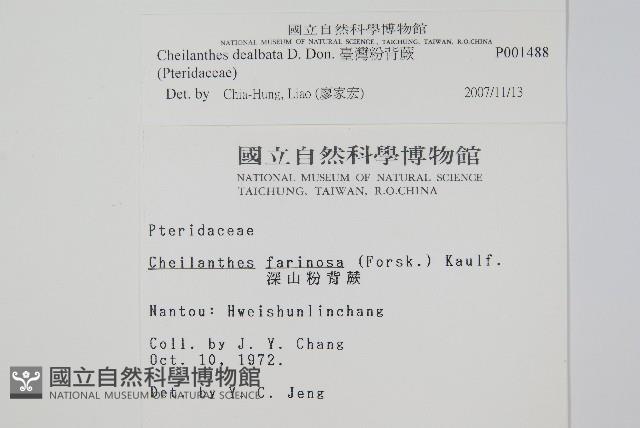 國立自然科學博物館
NATIONAL MUSEUM OF NATURAL SCIENCE, TAICHUNG, TAIWAN, R.O.CHINA
Cheilanthes dealbata D. Don. 臺灣粉背蕨 P001488
(Pteridaceae)
Det. by Chia-Hung, Liao (廖家宏) 2007/11/13
國立自然科學博物館
NATIONAL MUSEUM OF NATURAL SCIENCE
TAICHUNG, TAIWAN, R.O.CHINA
Pteridaceae
Cheilanthes farinosa (Forsk.) Kaulf.
深山粉背蕨
Nantou: Hweishunlinchang
Coll. by J. Y. Chang
Oct. 10, 1972.
Det. by Y. C. Jeng
國立自然科學博物館
NATIONAL MUSEUM OF NATURAL SCIENCE